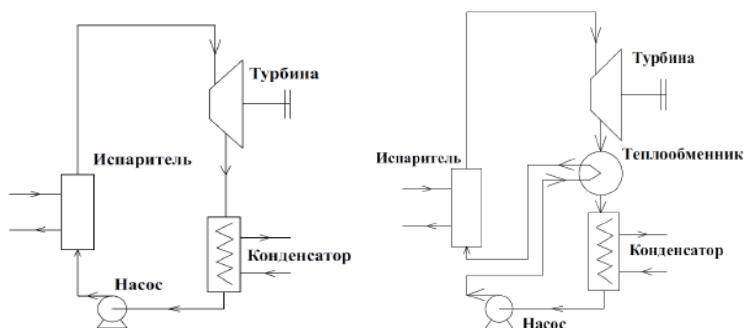 Турбина
Испаритель
Конденсатор
Насос
Турбина
Теплообменник
Испаритель
Конденсатор
Насос